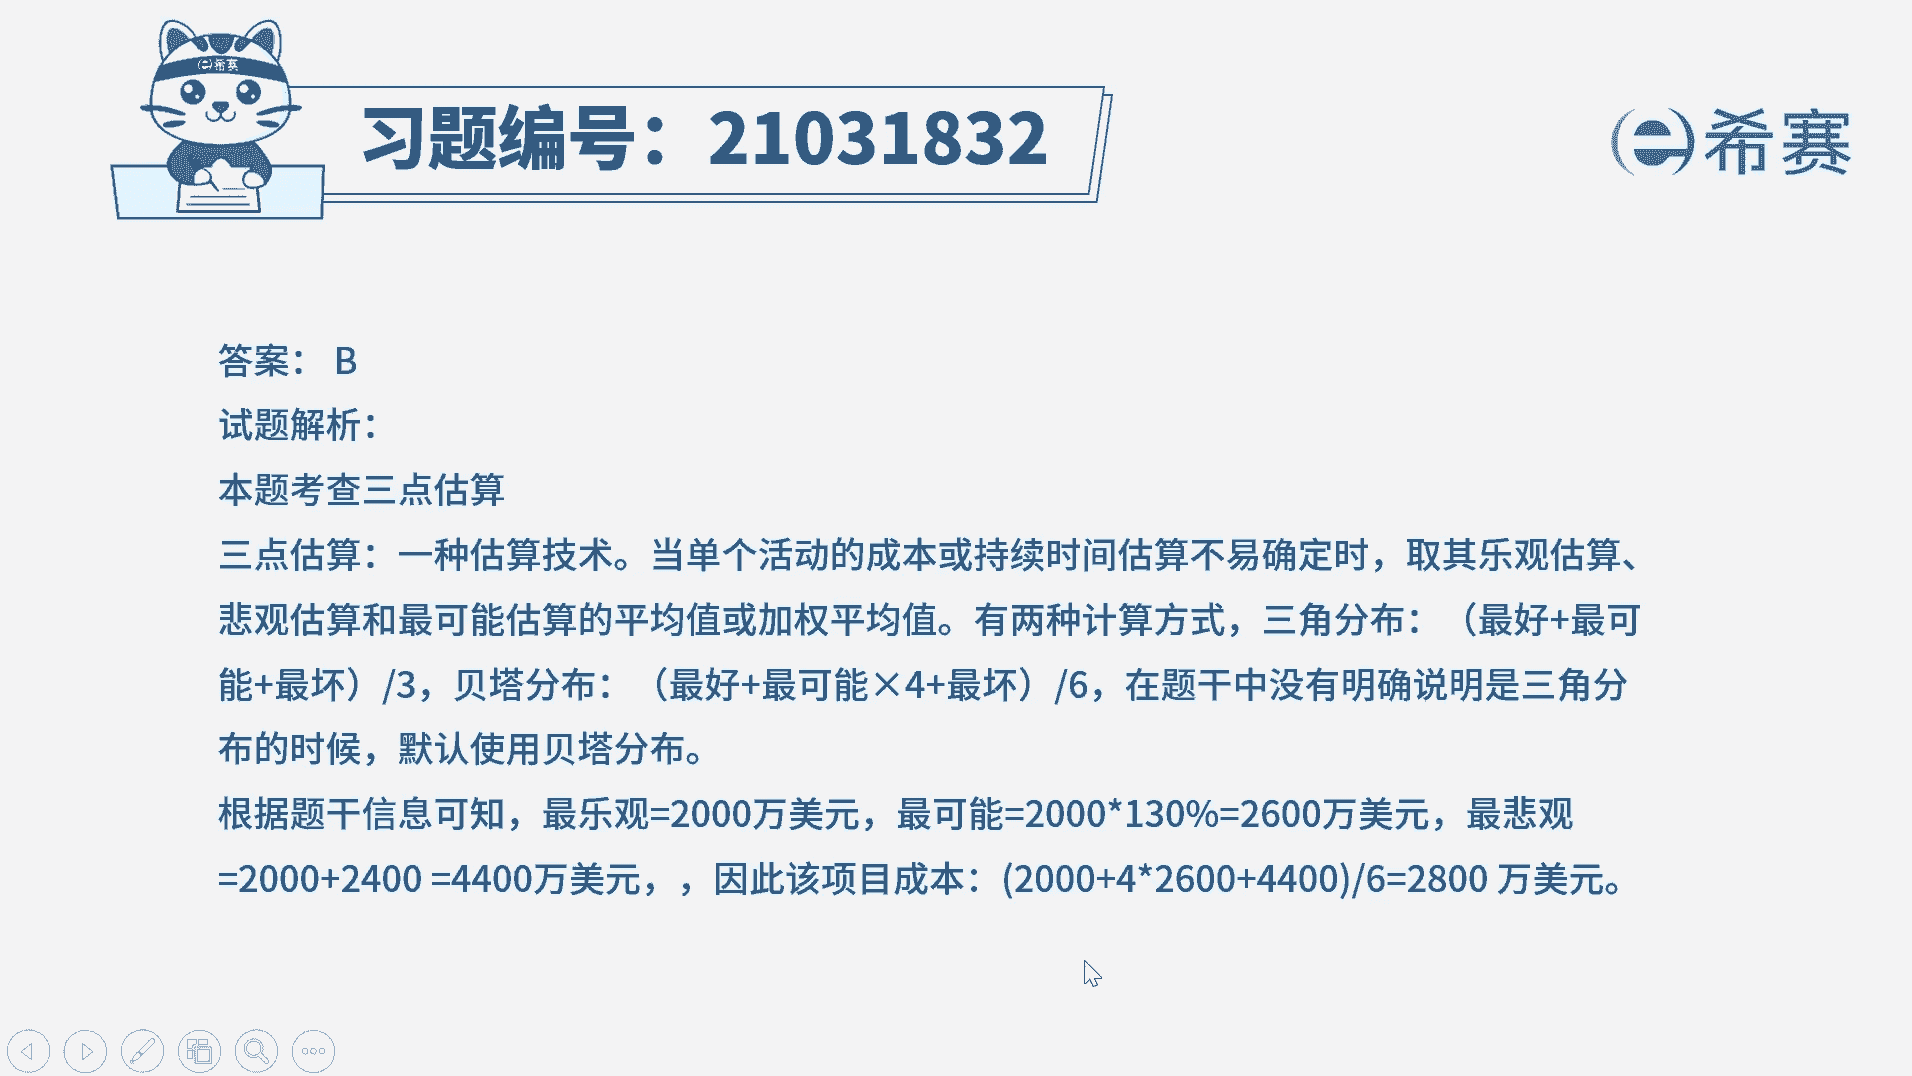 希赛
习题编号：21031832
希赛
答案： B
试题解析：
本题考查三点估算
三点估算：一种估算技术。当单个活动的成本或持续时间估算不易确定时，取其乐观估算、
悲观估算和最可能估算的平均值或加权平均值。有两种计算方式，三角分布：（最好+最可
能+最坏）/3，贝塔分布：（最好+最可能×4+最坏）/6，在题干中没有明确说明是三角分
布的时候，默认使用贝塔分布。
根据题干信息可知，最乐观=2000万美元，最可能=2000*130%=2600万美元，最悲观
=2000+2400 =4400万美元，，因此该项目成本：(2000+4*2600+4400)/6=2800 万美元。